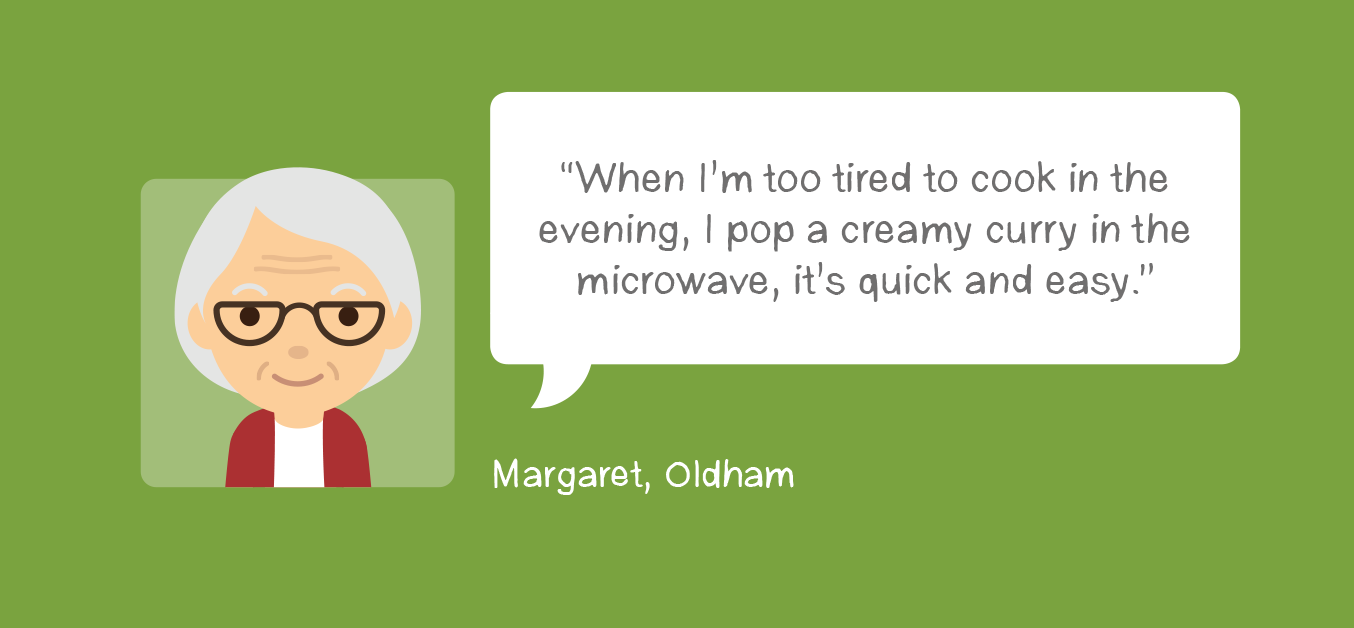 “When I’m too tired to cook in the
evening, I pop a creamy curry in the
microwave, it’s quick and easy.”
Margaret, Oldham